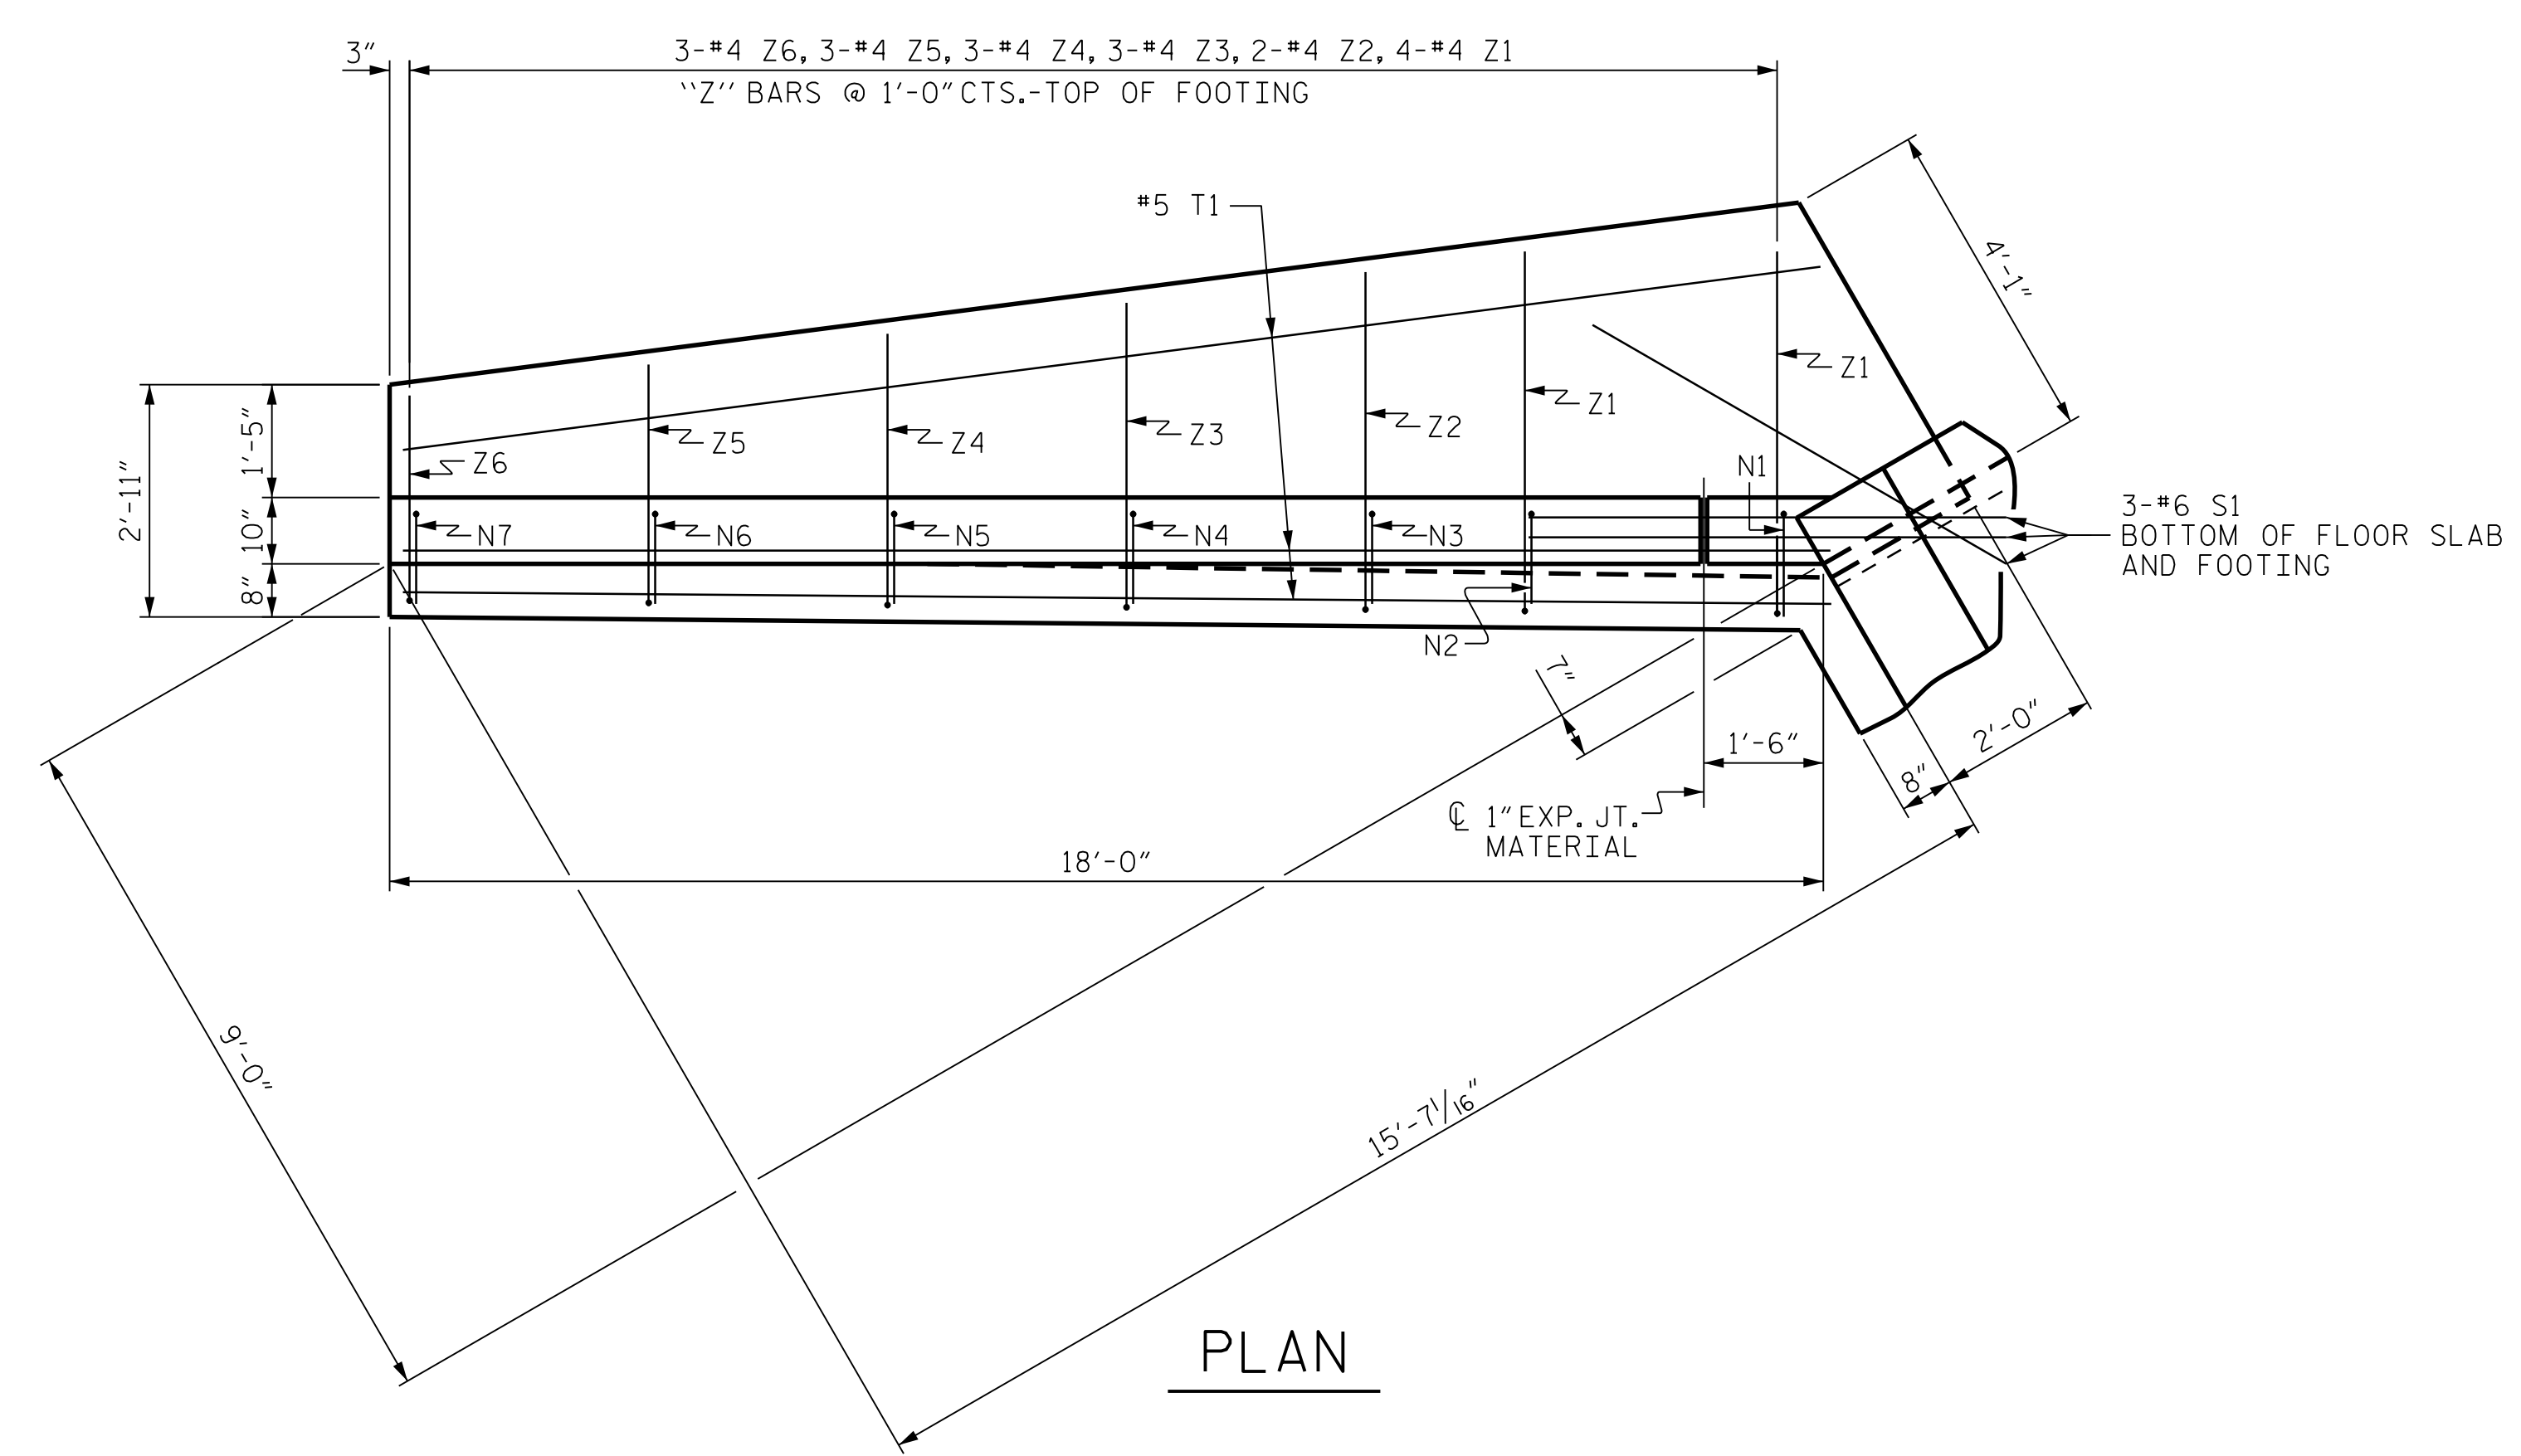 3"
3-#4 Z6, 3-#4 Z5, 3-#4 Z4, 3-#4 Z3, 2-#4 Z2, 4-#4 Z1
"Z" BARS @ 1'-0" CTS.-TOP OF FOOTING
#5 T1
4'-1"
Z1
Z1
Z2
Z3
Z4
Z5
Z6
1'-5"
2'-11"
10"
8"
N1
N7
N6
N5
N4
N3
N2
3-#6 S1
BOTTOM OF FLOOR SLAB
AND FOOTING
7"
1'-6"
2'-0"
8"
℄ 1" EXP. JT.
MATERIAL
18'-0"
9'-0"
15'-7 1/16"
PLAN